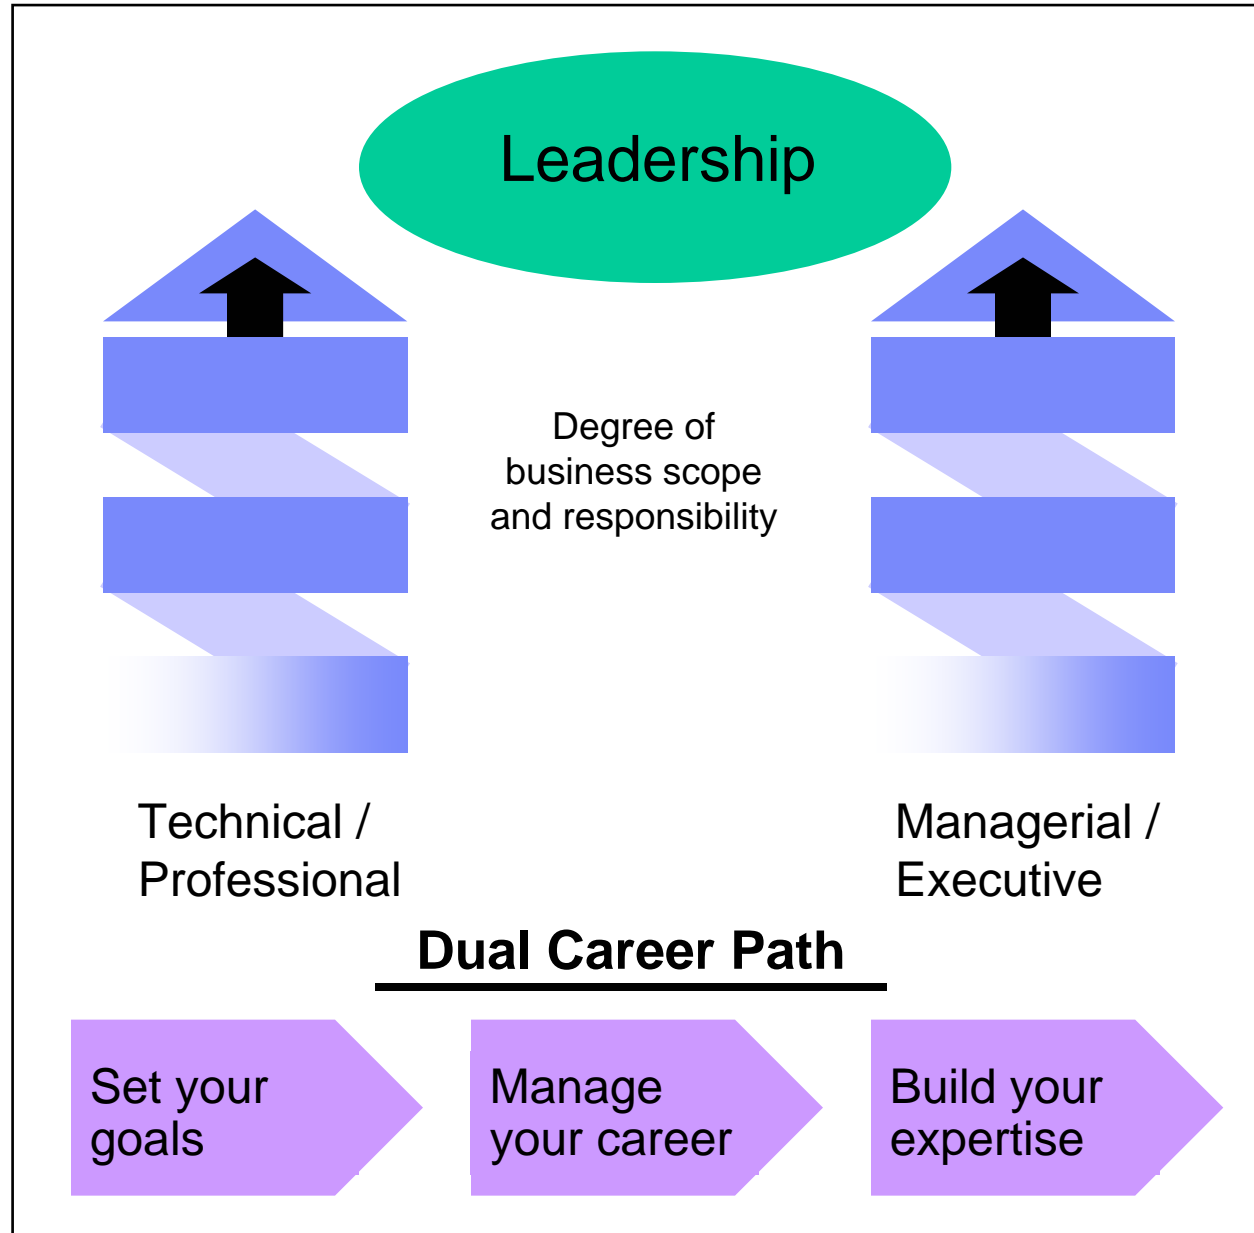 Leadership
Degree of
business scope
and responsibility
Technical /
Professional
Managerial /
Executive
Dual Career Path
Set your
goals
Manage
your career
Build your
expertise